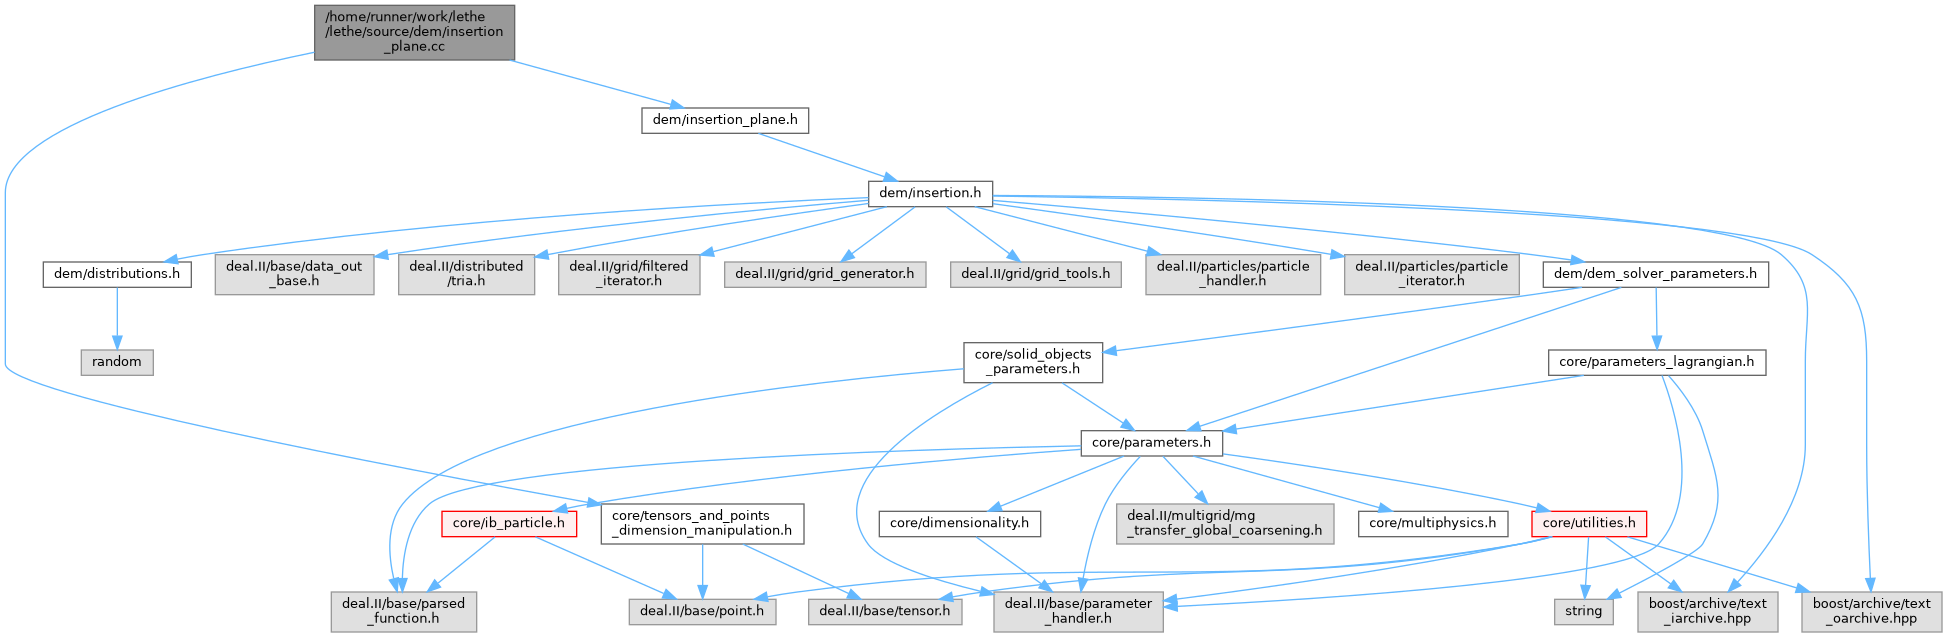 /home/runner/work/lethe
/lethe/source/dem/insertion
_plane.cc
dem/insertion_plane.h
dem/insertion.h
dem/distributions.h
deal.II/base/data_out
_base.h
deal.II/distributed
/tria.h
deal.II/grid/filtered
_iterator.h
deal.II/grid/grid_generator.h
deal.II/grid/grid_tools.h
deal.II/particles/particle
_handler.h
deal.II/particles/particle
_iterator.h
dem/dem_solver_parameters.h
random
core/solid_objects
_parameters.h
core/parameters_lagrangian.h
core/parameters.h
core/ib_particle.h
core/tensors_and_points
_dimension_manipulation.h
core/dimensionality.h
deal.II/multigrid/mg
_transfer_global_coarsening.h
core/multiphysics.h
core/utilities.h
deal.II/base/parsed
_function.h
deal.II/base/point.h
deal.II/base/tensor.h
deal.II/base/parameter
_handler.h
string
boost/archive/text
_iarchive.hpp
boost/archive/text
_oarchive.hpp